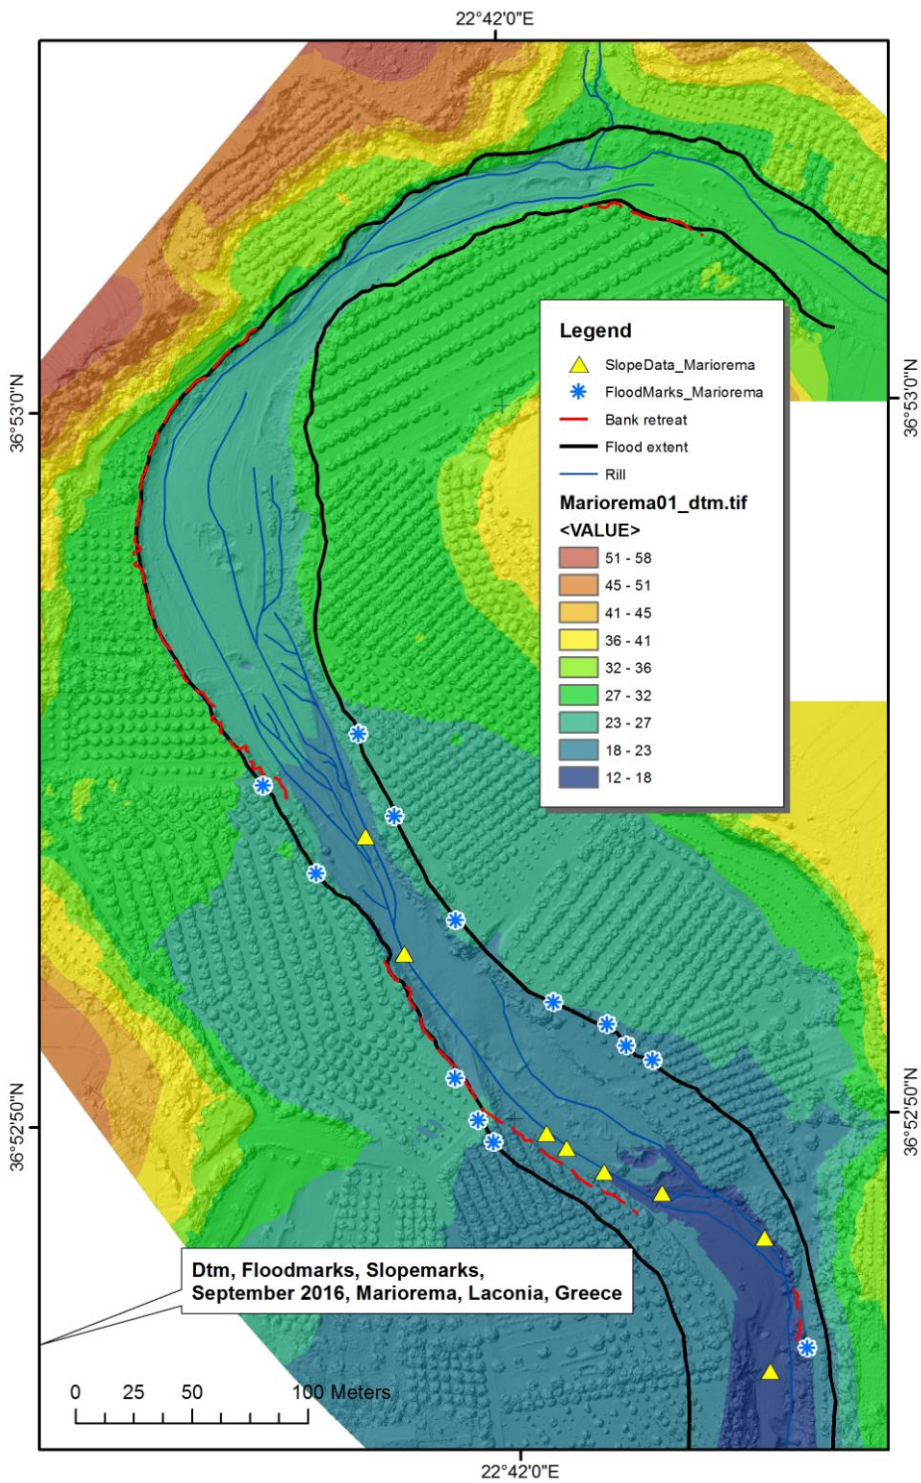 22°42'0"E
36°53'0"N
36°53'0"N
Legend
SlopeData_Mariorema
FloodMarks_Mariorema
Bank retreat
Flood extent
Rill
Mariorema01_dtm.tif
<VALUE>
51 - 58
45 - 51
41 - 45
36 - 41
32 - 36
27 - 32
23 - 27
18 - 23
12 - 18
36°52'50"N
36°52'50"N
Dtm, Floodmarks, Slopemarks,
September 2016, Mariorema, Laconia, Greece
0 25 50 100 Meters
22°42'0"E